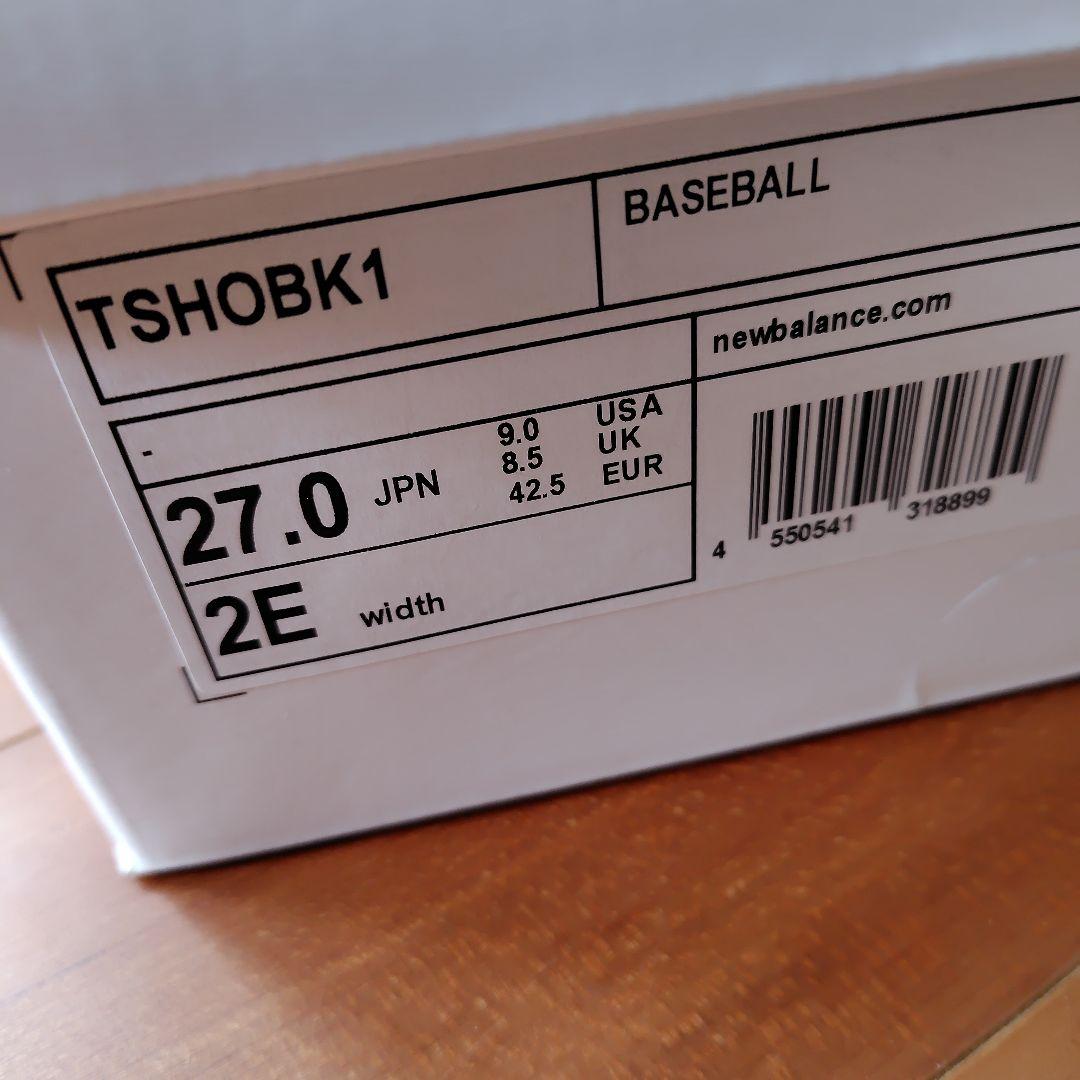 TSHOBK1
BASEBALL
newbalance.com
-
27.0 JPN
9.0 USA
8.5 UK
42.5 EUR
2E width
4 550541 318899